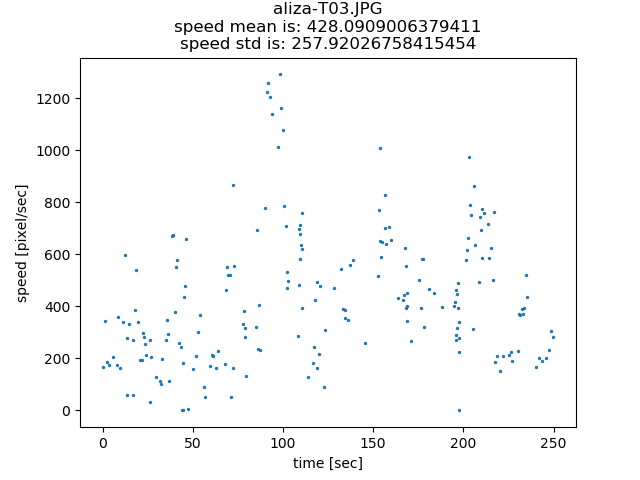 aliza-T03.JPG
speed mean is: 428.0909006379411
speed std is: 257.92026758415454
speed [pixel/sec]
1200
1000
800
600
400
200
0
0 50 100 150 200 250
time [sec]